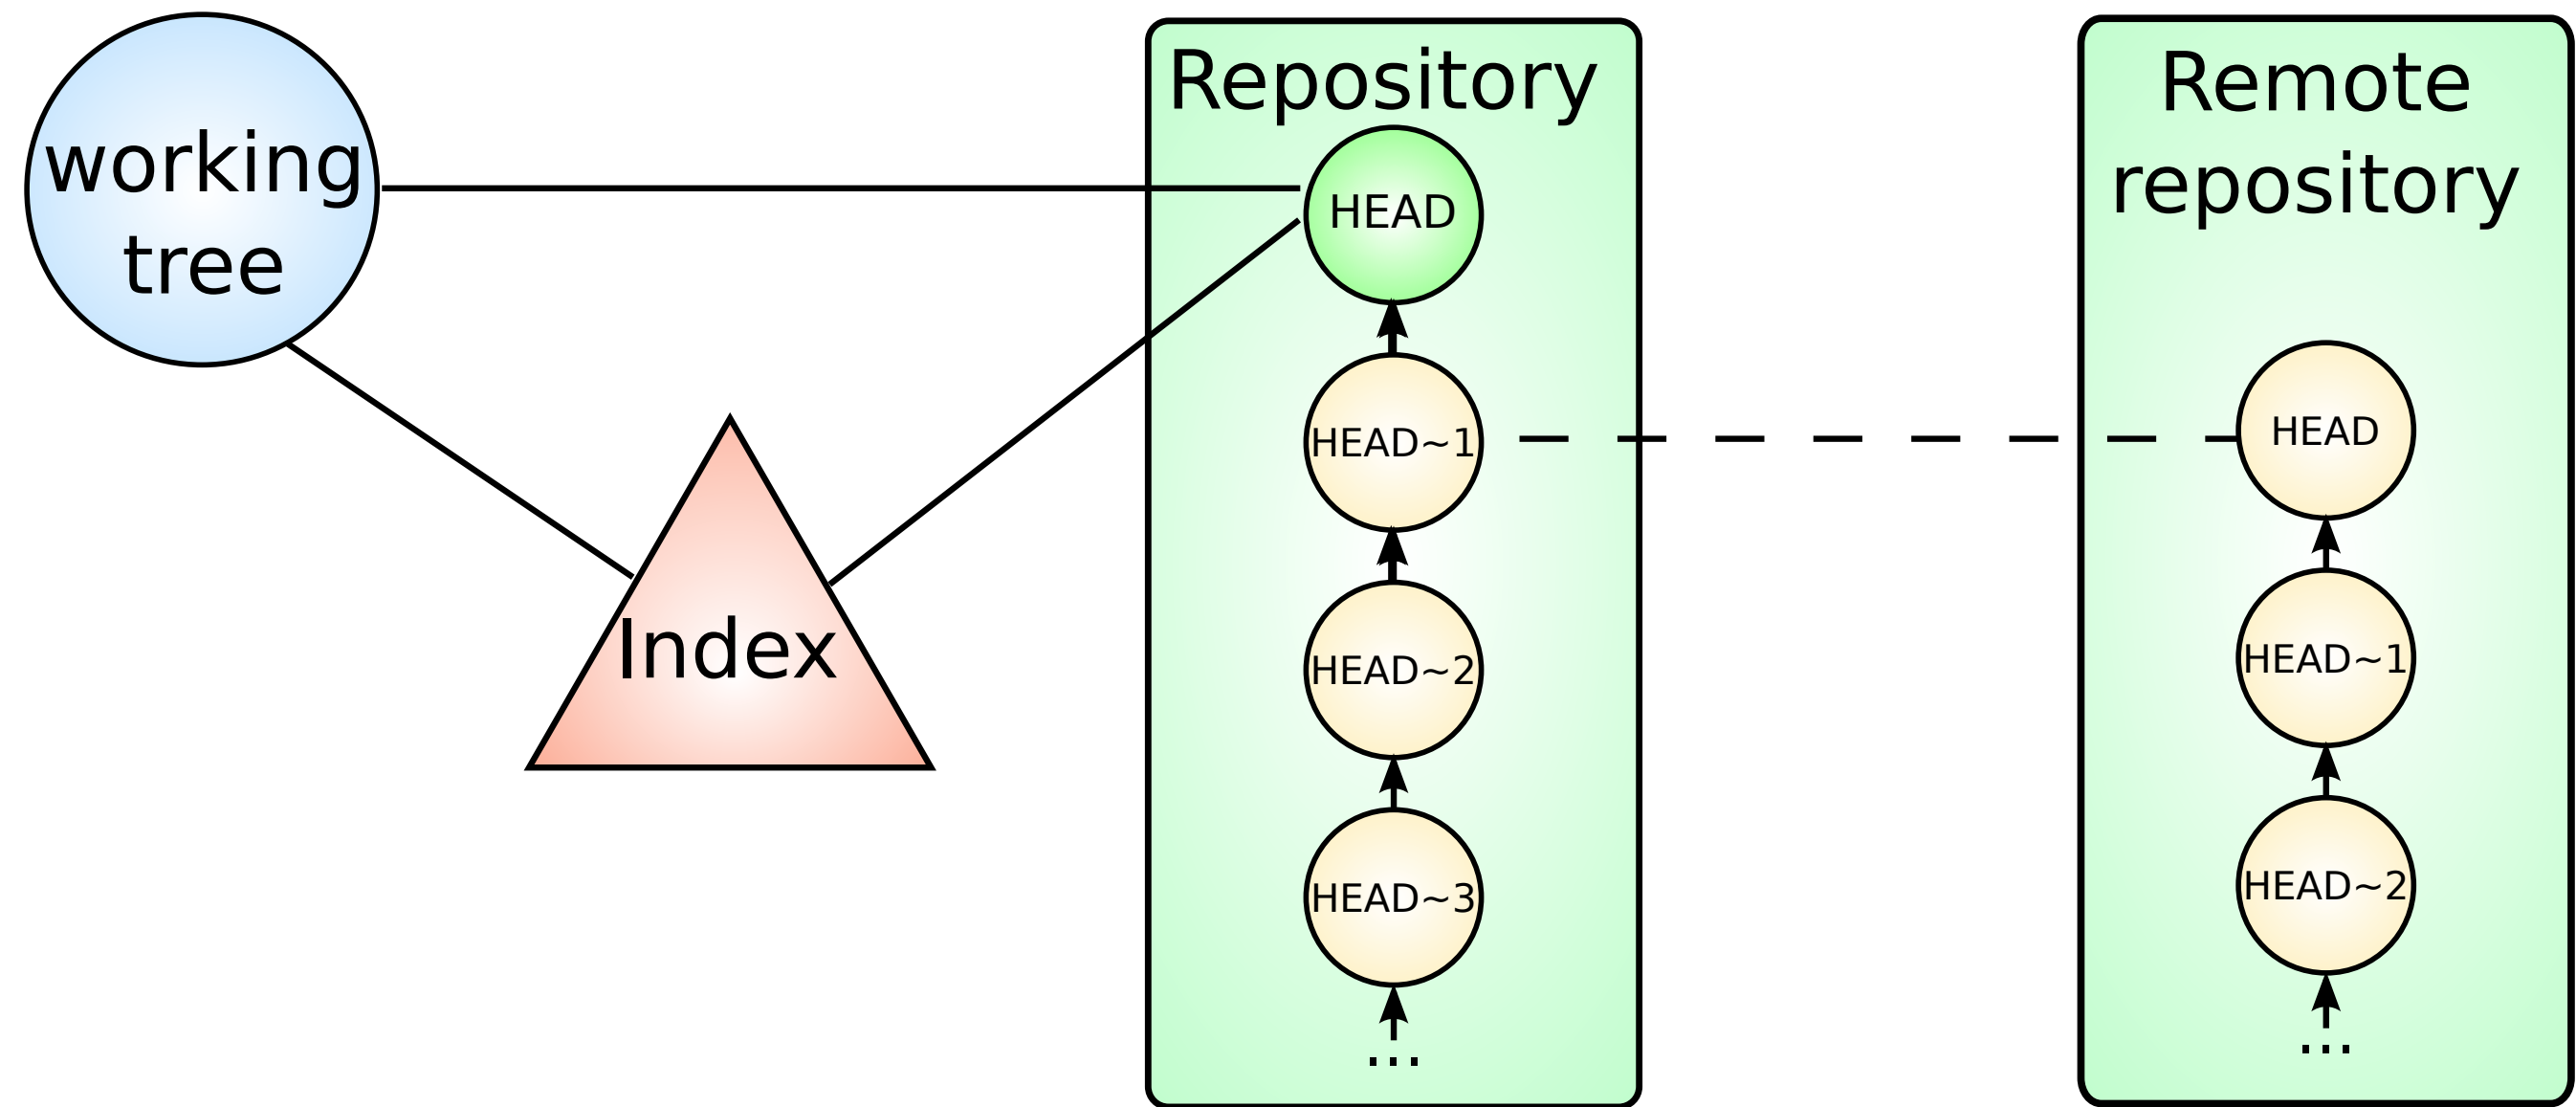 working
tree
Index
Repository
HEAD
HEAD~1
HEAD~2
HEAD~3
...
Remote
repository
HEAD
HEAD~1
HEAD~2
...